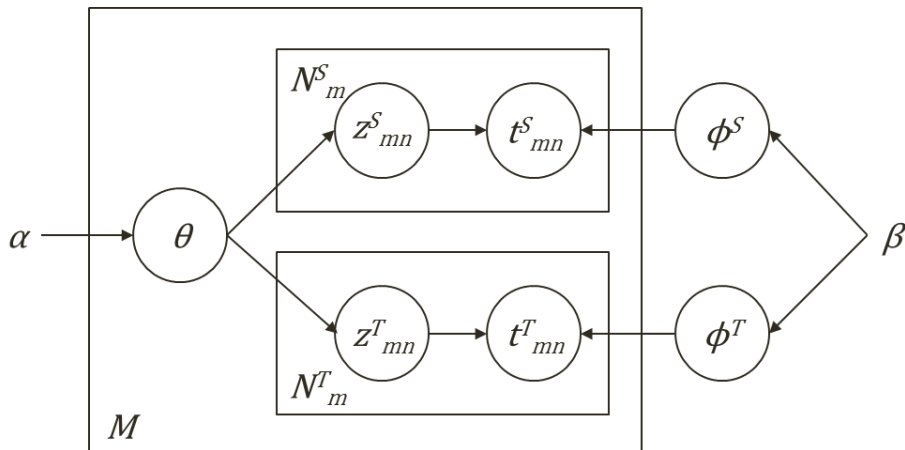 N^S_m
z^S_mn
t^S_mn
ϕ^S
α
θ
β
z^T_mn
t^T_mn
ϕ^T
N^T_m
M